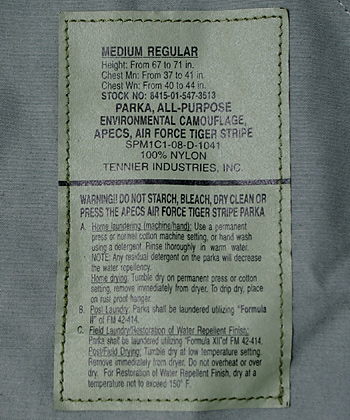 MEDIUM REGULAR
Height: From 67 to 71 in.
Chest Mn: From 37 to 41 in.
Chest Wn: From 40 to 44 in.
STOCK NO: 8415-01-547-3513
PARKA, ALL-PURPOSE
ENVIRONMENTAL CAMOUFLAGE,
APECS, AIR FORCE TIGER STRIPE
SPM1C1-08-D-1041
100% NYLON
TENNIER INDUSTRIES, INC.
WARNING!! DO NOT STARCH, BLEACH, DRY CLEAN OR
PRESS THE APECS AIR FORCE TIGER STRIPE PARKA
A. Home laundering (machine/hand): Use a permanent
press or normal cotton machine setting, or hand wash
using a detergent. Rinse thoroughly in warm water.
NOTE: Any residual detergent on the parka will decrease
the water repellency.
Home drying: Tumble dry on permanent press or cotton
setting, remove immediately from dryer. To drip dry, place
on rust proof hanger.
B. Post Laundry: Parka shall be laundered utilizing "Formula
II" of FM 42-414.
C. Field Laundry/Restoration of Water Repellent Finish:
Parka shall be laundered utilizing "Formula XII"of FM 42-414.
Post/Field Drying: Tumble dry at low temperature setting.
Remove immediately from dryer. Do not overheat or over
dry. For Restoration of Water Repellent Finish, dry at a
temperature not to exceed 150° F.